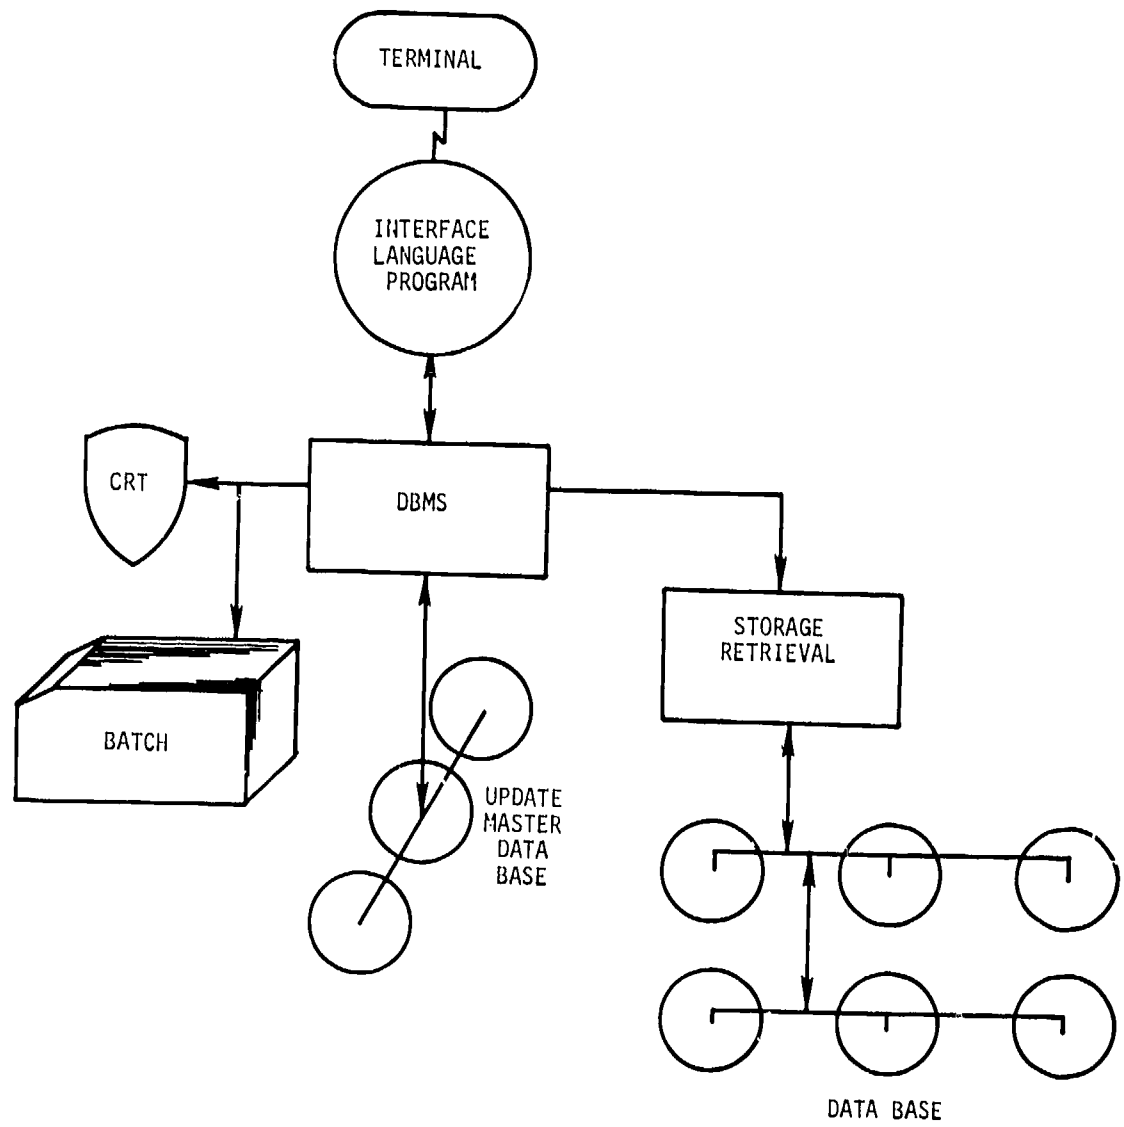 TERMINAL
INTERFACE
LANGUAGE
PROGRAM
CRT
DBMS
STORAGE
RETRIEVAL
BATCH
UPDATE
MASTER
DATA
BASE
DATA BASE